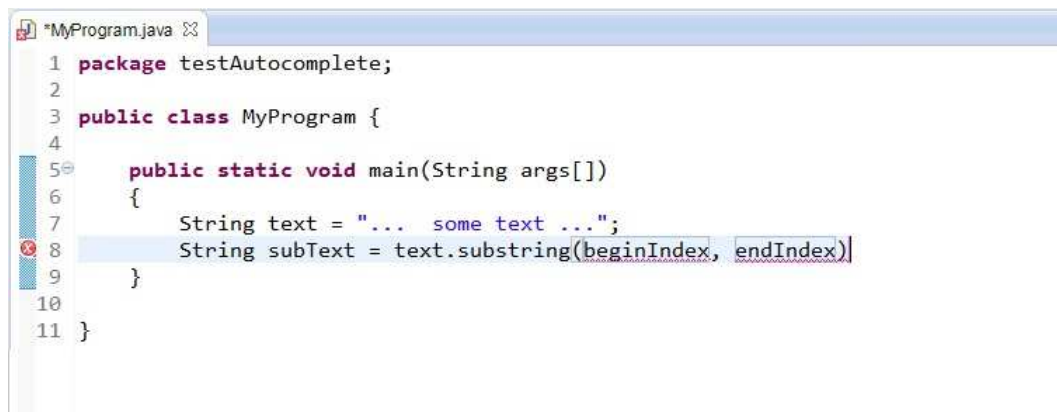 *MyProgram.java
1 package testAutocomplete;
2
3 public class MyProgram {
4
5 public static void main(String args[])
6 {
7 String text = "... some text ...";
8 String subText = text.substring(beginIndex, endIndex)
9 }
10
11 }